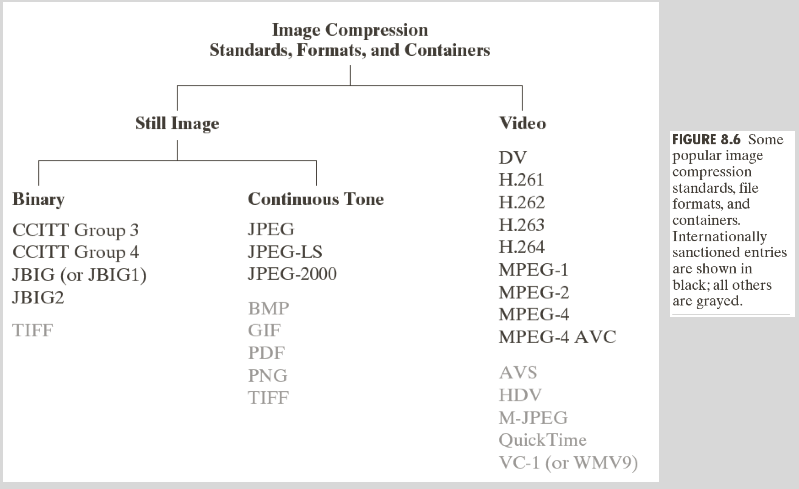 Image Compression
Standards, Formats, and Containers
Still Image
Video
Binary
Continuous Tone
CCITT Group 3
CCITT Group 4
JBIG (or JBIG1)
JBIG2
TIFF
JPEG
JPEG-LS
JPEG-2000
BMP
GIF
PDF
PNG
TIFF
DV
H.261
H.262
H.263
H.264
MPEG-1
MPEG-2
MPEG-4
MPEG-4 AVC
AVS
HDV
M-JPEG
QuickTime
VC-1 (or WMV9)
FIGURE 8.6 Some
popular image
compression
standards, file
formats, and
containers.
Internationally
sanctioned entries
are shown in
black; all others
are grayed.